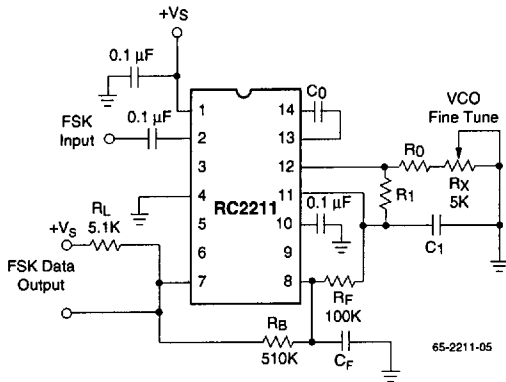 +VS
0.1 µF
0.1 µF
FSK
Input
1
2
3
4
5
6
7
RC2211
14
13
12
11
10
9
8
C0
0.1 µF
VCO
Fine Tune
R0
RX
5K
R1
C1
RL
5.1K
+VS
FSK Data
Output
RF
100K
RB
510K
CF
65-2211-05